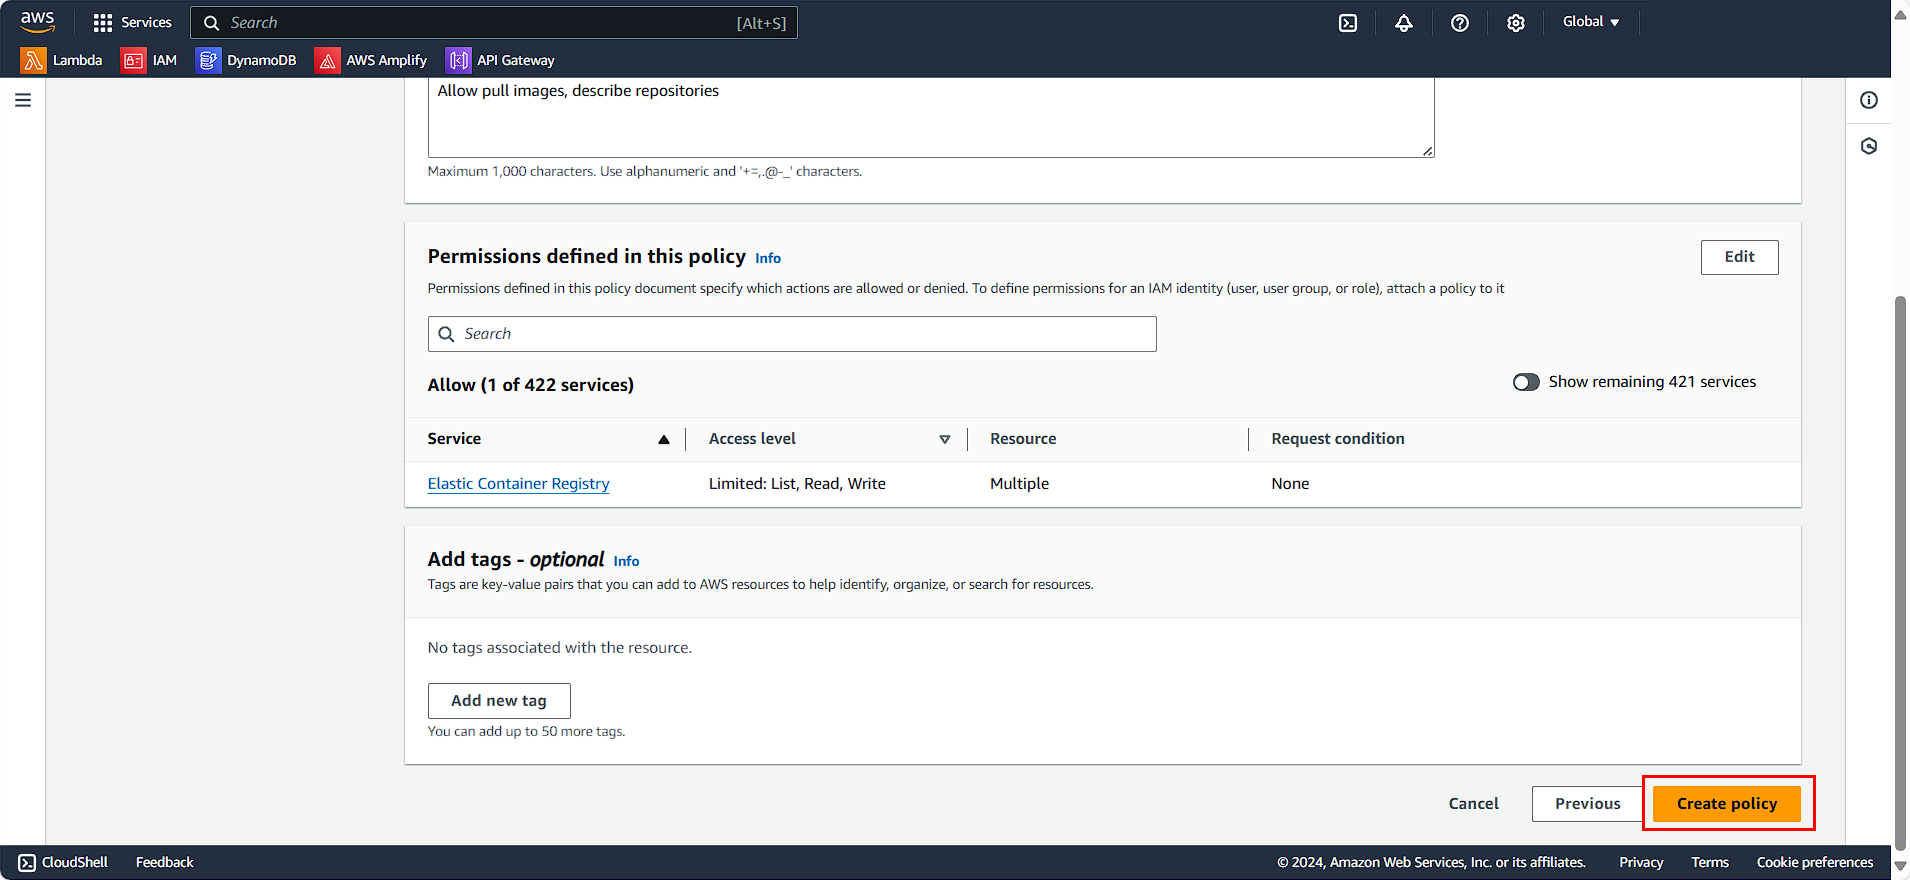 aws Services Search [Alt+S] Global
Lambda IAM DynamoDB AWS Amplify API Gateway
Allow pull images, describe repositories
Maximum 1,000 characters. Use alphanumeric and '+=,.@-_' characters.
Permissions defined in this policy Info
Edit
Permissions defined in this policy document specify which actions are allowed or denied. To define permissions for an IAM identity (user, user group, or role), attach a policy to it
Search
Allow (1 of 422 services)
Show remaining 421 services
Service Access level Resource Request condition
Elastic Container Registry Limited: List, Read, Write Multiple None
Add tags - optional Info
Tags are key-value pairs that you can add to AWS resources to help identify, organize, or search for resources.
No tags associated with the resource.
Add new tag
You can add up to 50 more tags.
Cancel Previous Create policy
CloudShell Feedback © 2024, Amazon Web Services, Inc. or its affiliates. Privacy Terms Cookie preferences